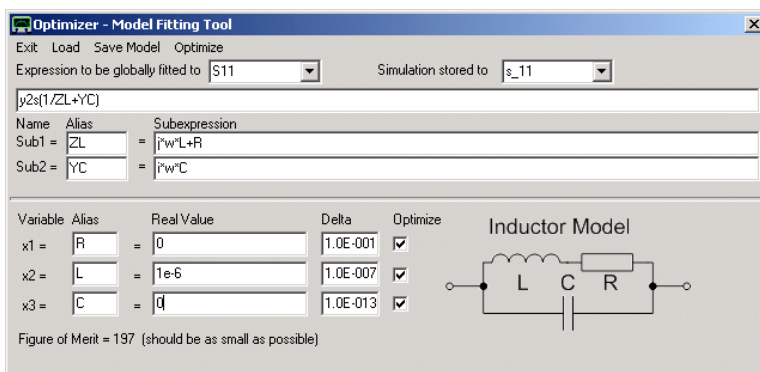 Optimizer - Model Fitting Tool
Exit Load Save Model Optimize
Expression to be globally fitted to S11 Simulation stored to s_11
y2s(1/ZL+YC)
Name Alias Subexpression
Sub1 = ZL = j*w*L+R
Sub2 = YC = j*w*C
Variable Alias Real Value Delta Optimize
x1 = R = 0 1.0E-001
x2 = L = 1e-6 1.0E-007
x3 = C = 0 1.0E-013
Inductor Model
L C R
Figure of Merit = 197 (should be as small as possible)